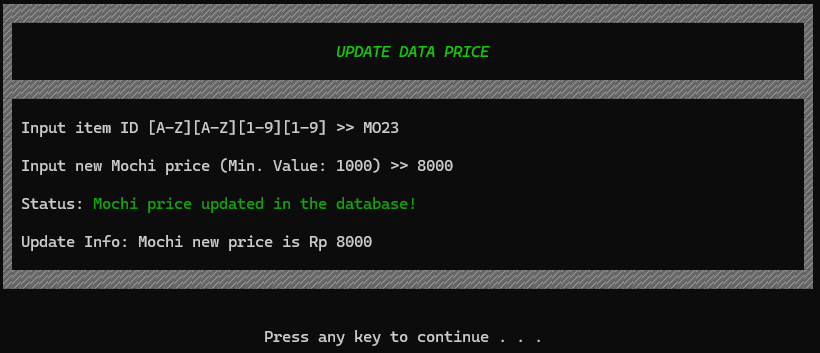 UPDATE DATA PRICE
Input item ID [A-Z][A-Z][1-9][1-9] >> MO23
Input new Mochi price (Min. Value: 1000) >> 8000
Status: Mochi price updated in the database!
Update Info: Mochi new price is Rp 8000
Press any key to continue . . .